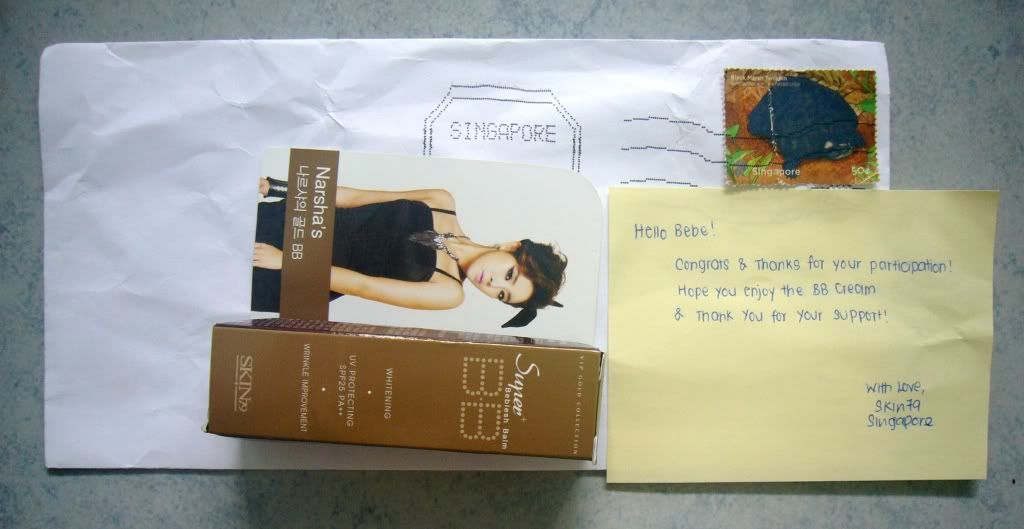 SINGAPORE
Black Marsh Terrapin
Singapore
50¢
Narsha's
나르샤의 골드 BB
VIP GOLD COLLECTION
Super+
Beblesh Balm
BB
WHITENING
UV PROTECTING
SPF25 PA++
WRINKLE IMPROVEMENT
SKIN79
Hello Bebe!
Congrats & Thanks for your participation!
Hope you enjoy the BB Cream
& Thank you for your support!
With Love,
Skin79
Singapore